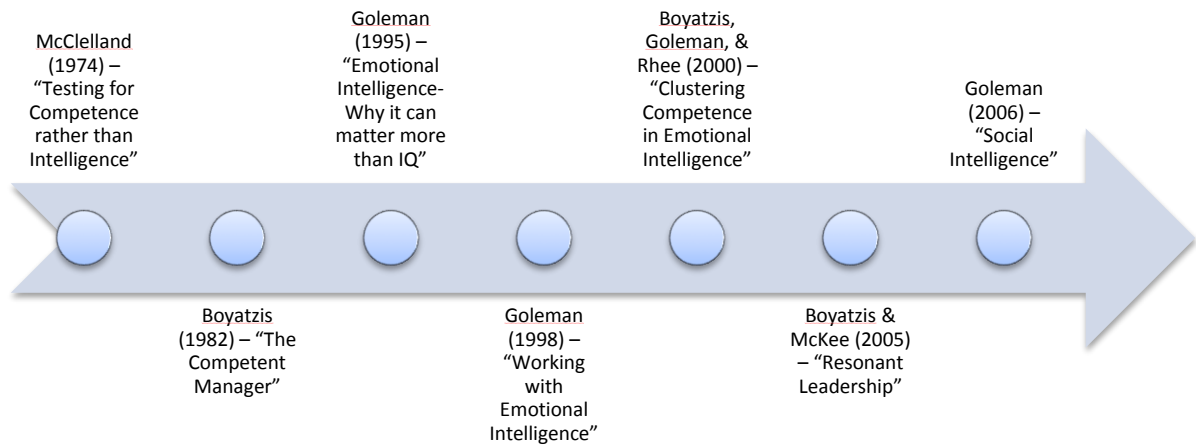 McClelland
(1974) –
“Testing for
Competence
rather than
Intelligence”
Boyatzis
(1982) – “The
Competent
Manager”
Goleman
(1995) –
“Emotional
Intelligence-
Why it can
matter more
than IQ”
Goleman
(1998) –
“Working
with
Emotional
Intelligence”
Boyatzis,
Goleman, &
Rhee (2000) –
“Clustering
Competence
in Emotional
Intelligence”
Boyatzis &
McKee (2005)
– “Resonant
Leadership”
Goleman
(2006) –
“Social
Intelligence”